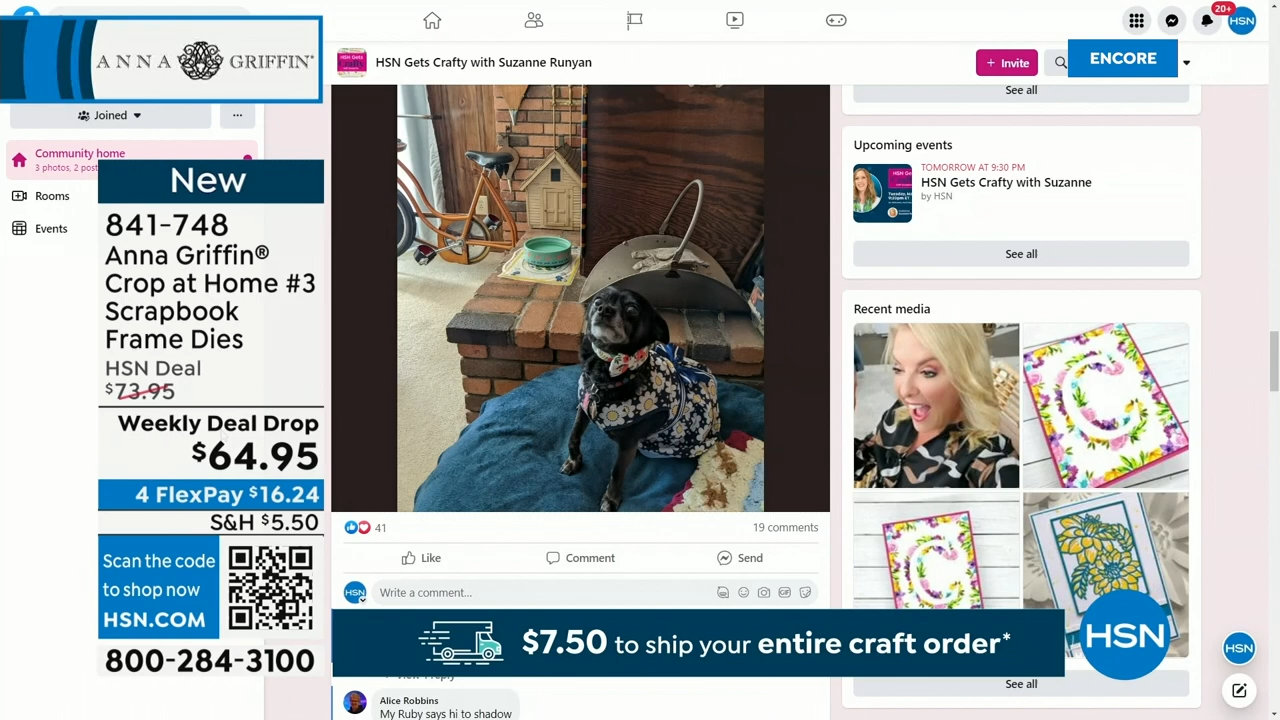 ANNA GRIFFIN®
Joined
Community home
3 photos, 2 post
Rooms
Events
New
841-748
Anna Griffin®
Crop at Home #3
Scrapbook
Frame Dies
HSN Deal
$73.95
Weekly Deal Drop
$64.95
4 FlexPay $16.24
S&H $5.50
Scan the code
to shop now
HSN.COM
800-284-3100
HSN Gets Crafty with Suzanne Runyan
+ Invite
ENCORE
20+
HSN
See all
Upcoming events
TOMORROW AT 9:30 PM
HSN Gets Crafty with Suzanne
by HSN
See all
Recent media
41
19 comments
Like
Comment
Send
HSN
Write a comment...
GIF
$7.50 to ship your entire craft order*
HSN
HSN
See all
Alice Robbins
My Ruby says hi to shadow